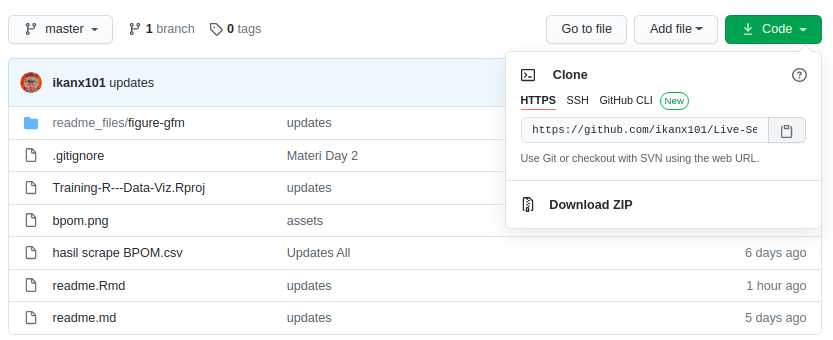 master
1 branch
0 tags
Go to file
Add file
Code
ikanx101 updates
Clone
HTTPS SSH GitHub CLI New
https://github.com/ikanx101/Live-Se
Use Git or checkout with SVN using the web URL.
Download ZIP
readme_files/figure-gfm updates
.gitignore Materi Day 2
Training-R---Data-Viz.Rproj updates
bpom.png assets
hasil scrape BPOM.csv Updates All 6 days ago
readme.Rmd updates 1 hour ago
readme.md updates 5 days ago